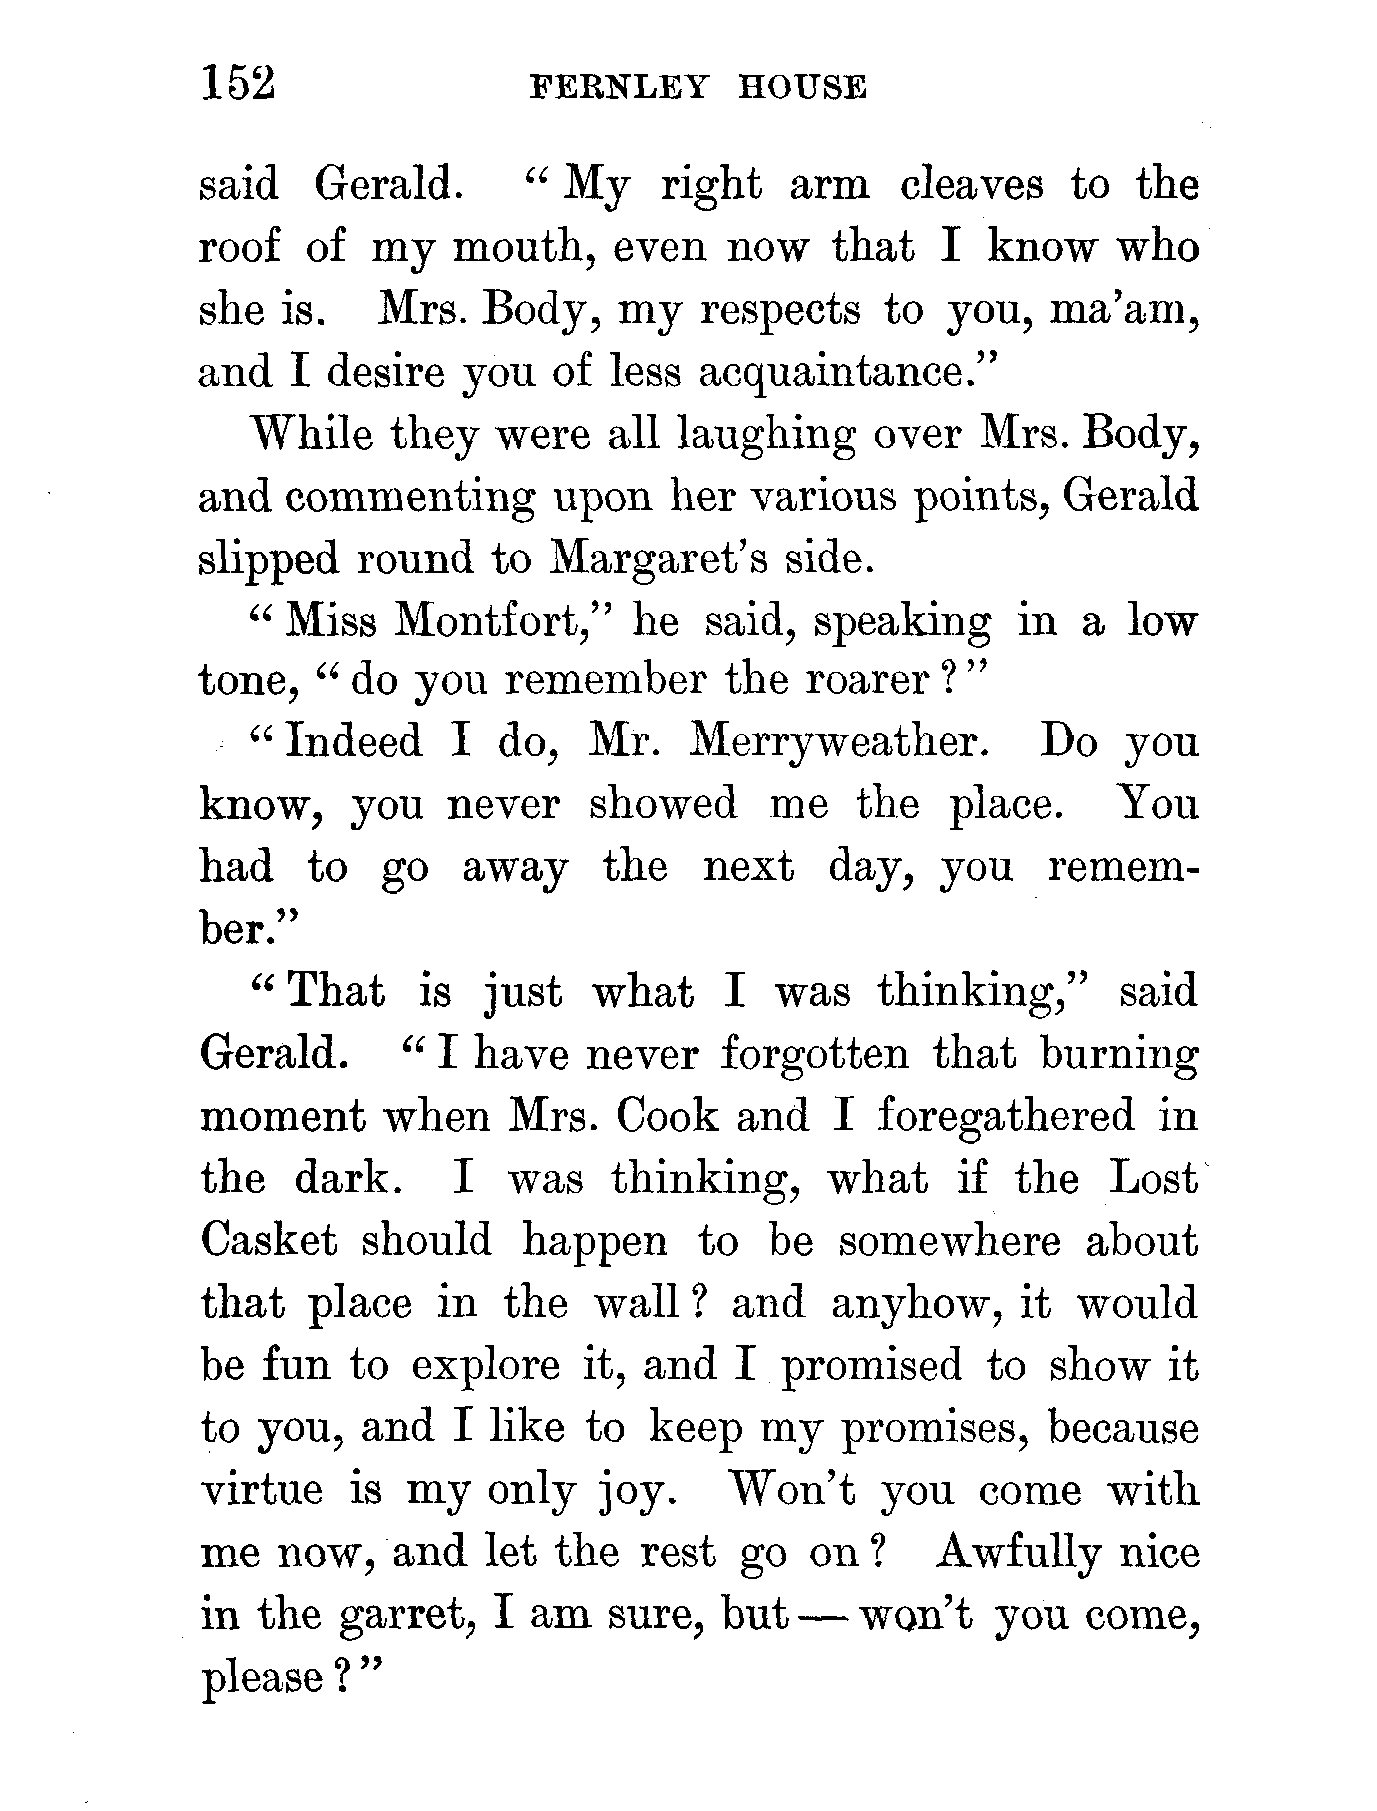 152 FERNLEY HOUSE
said Gerald. “ My right arm cleaves to the
roof of my mouth, even now that I know who
she is. Mrs. Body, my respects to you, ma’am,
and I desire you of less acquaintance.”
While they were all laughing over Mrs. Body,
and commenting upon her various points, Gerald
slipped round to Margaret’s side.
“ Miss Montfort,” he said, speaking in a low
tone, “ do you remember the roarer ? ”
“ Indeed I do, Mr. Merryweather. Do you
know, you never showed me the place. You
had to go away the next day, you remem-
ber.”
“ That is just what I was thinking,” said
Gerald. “ I have never forgotten that burning
moment when Mrs. Cook and I foregathered in
the dark. I was thinking, what if the Lost
Casket should happen to be somewhere about
that place in the wall ? and anyhow, it would
be fun to explore it, and I promised to show it
to you, and I like to keep my promises, because
virtue is my only joy. Won’t you come with
me now, and let the rest go on ? Awfully nice
in the garret, I am sure, but — won’t you come,
please ? ”